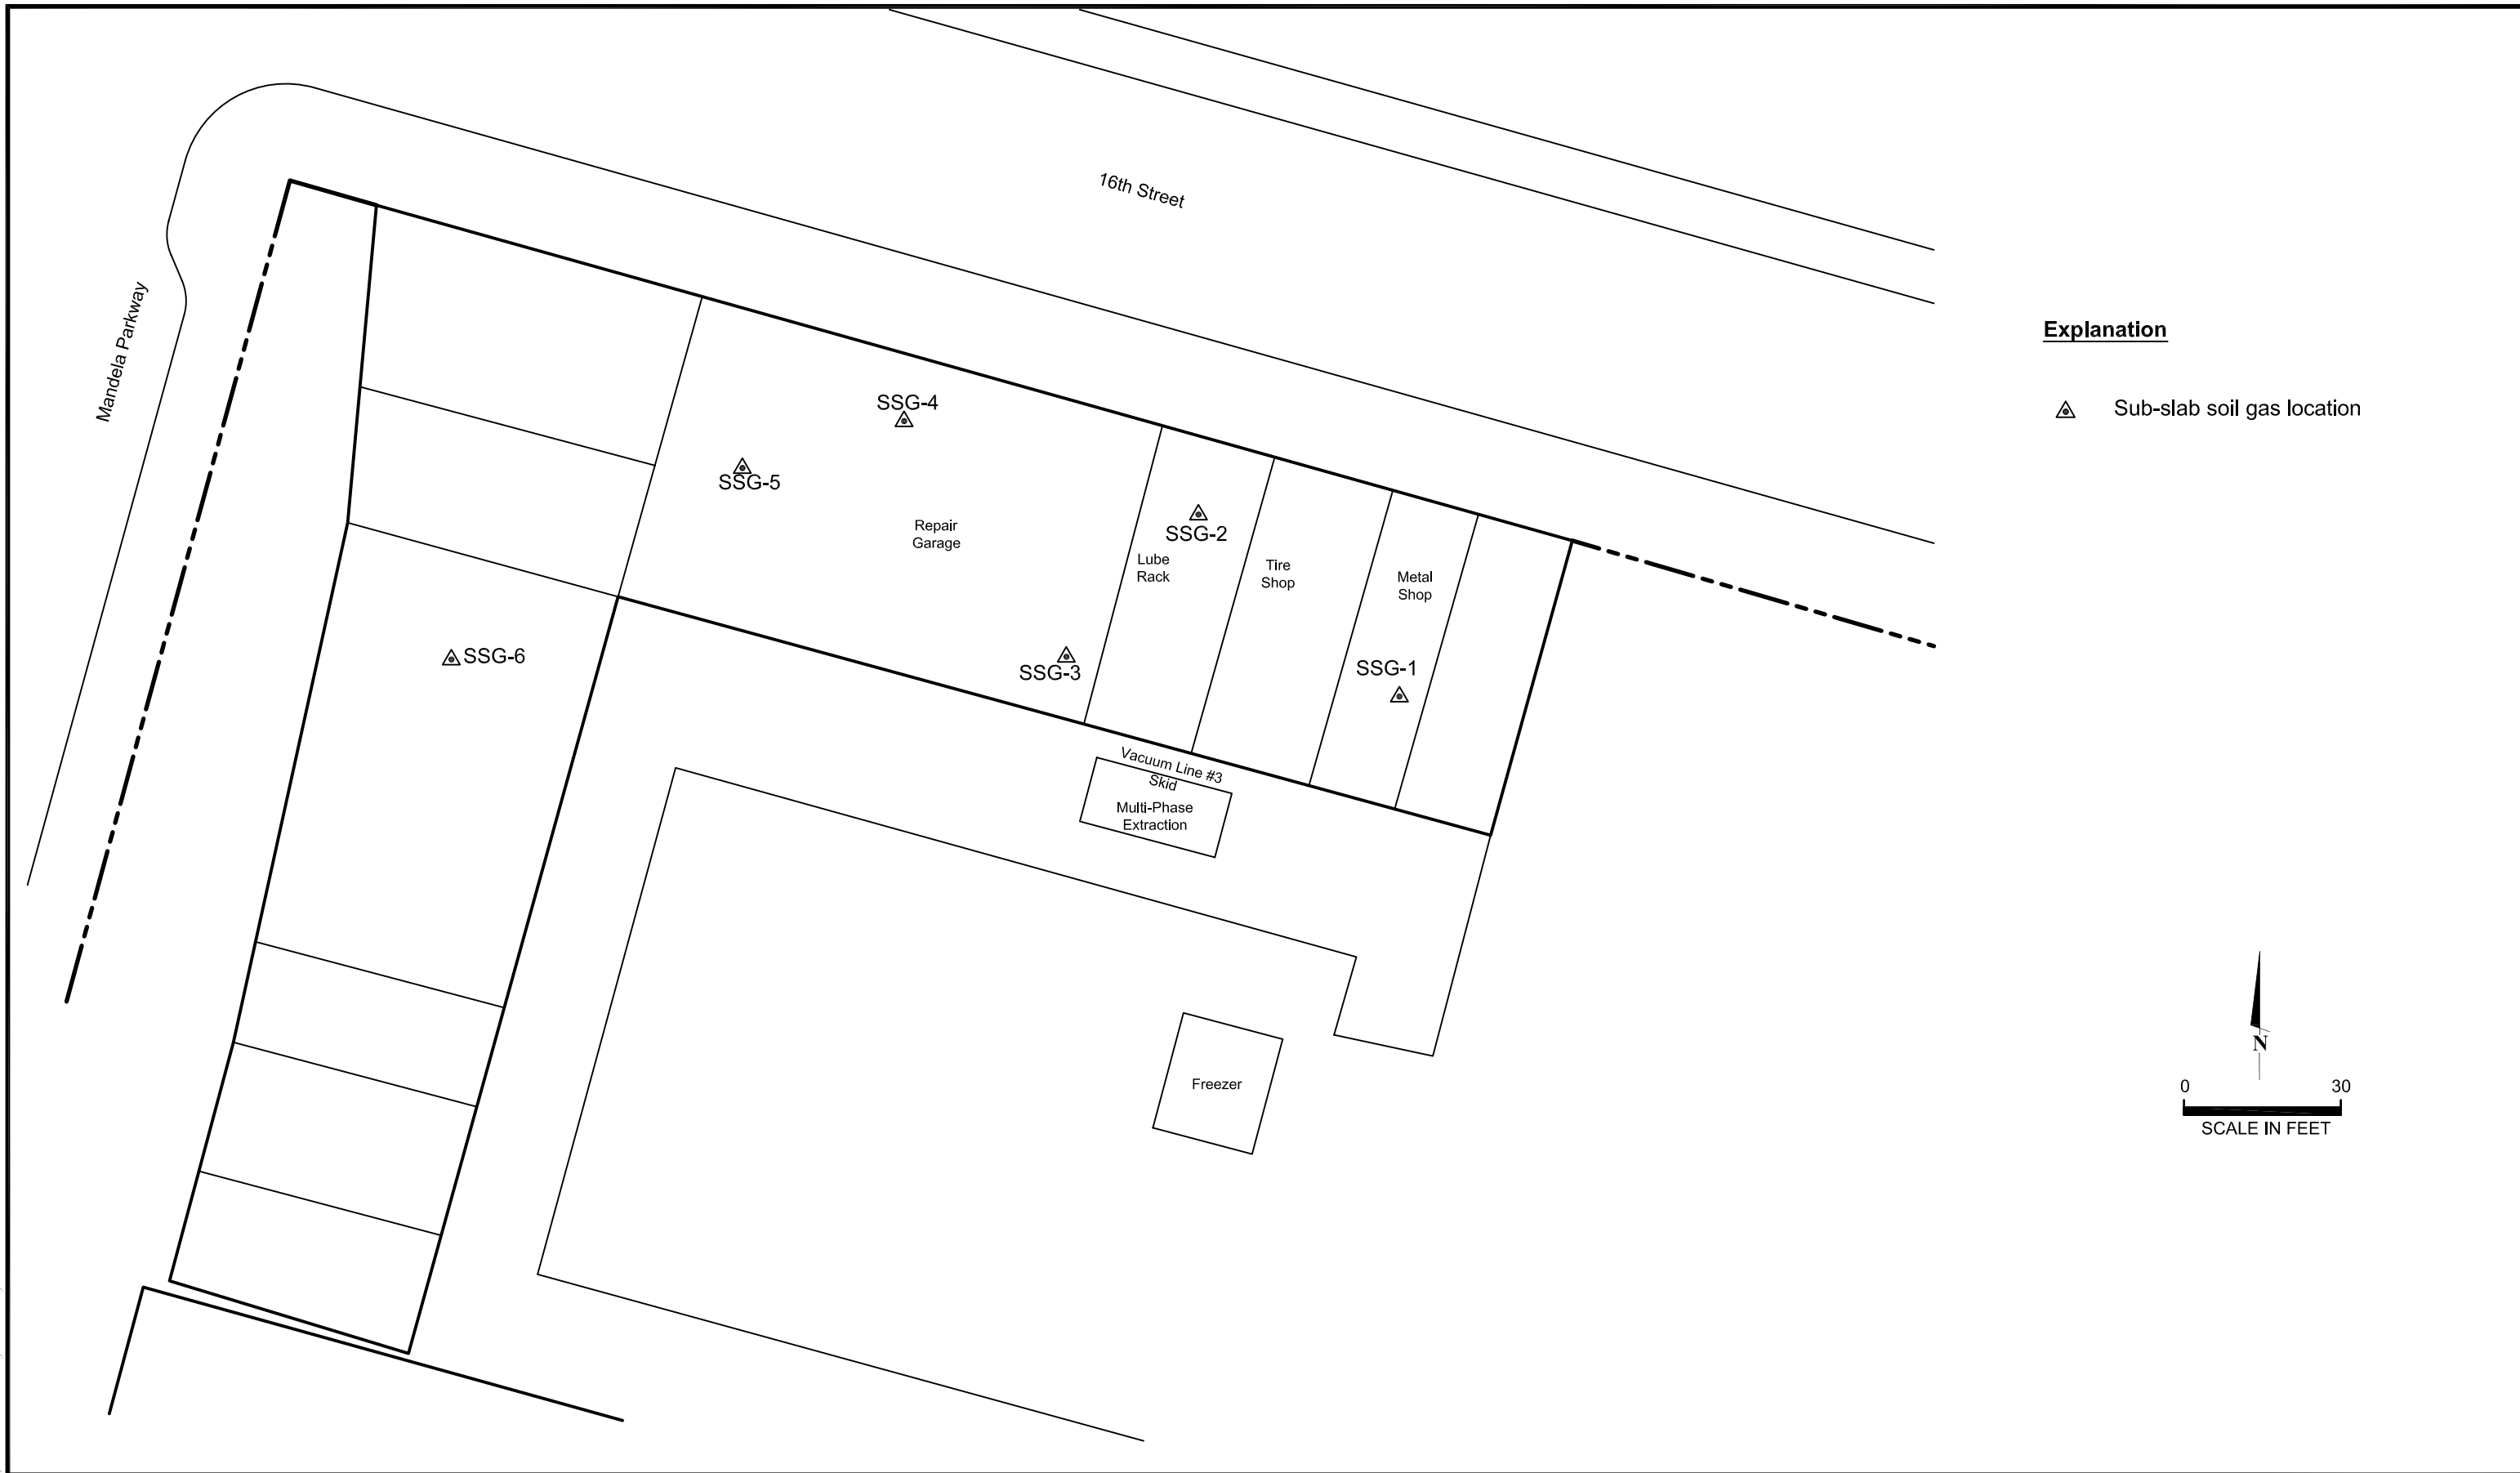 16th Street
Mandela Parkway
Explanation
Sub-slab soil gas location
SSG-4
SSG-5
Repair
Garage
SSG-2
Lube
Rack
Tire
Shop
Metal
Shop
SSG-6
SSG-3
SSG-1
Vacuum Line #3
Skid
Multi-Phase
Extraction
Freezer
N
0 30
SCALE IN FEET